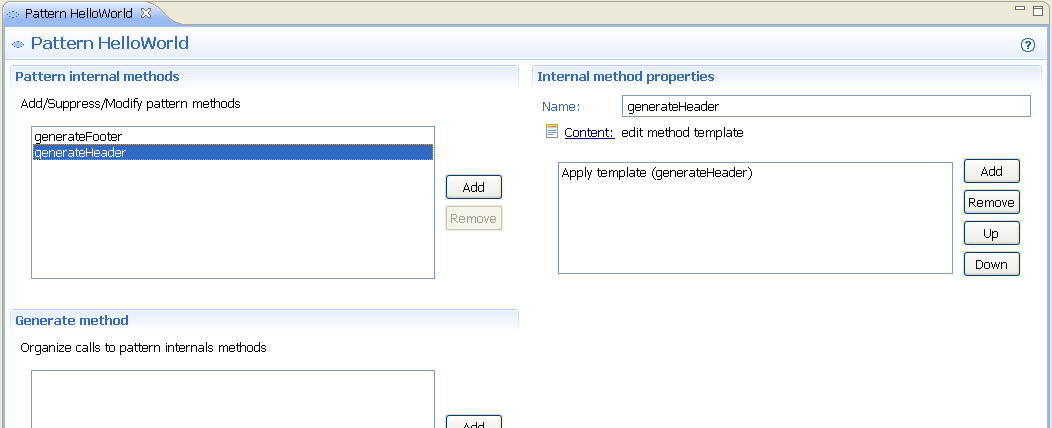 Pattern HelloWorld
Pattern HelloWorld
Pattern internal methods
Add/Suppress/Modify pattern methods
generateFooter
generateHeader
Add
Remove
Generate method
Organize calls to pattern internals methods
Add
Internal method properties
Name: generateHeader
Content: edit method template
Apply template (generateHeader)
Add
Remove
Up
Down